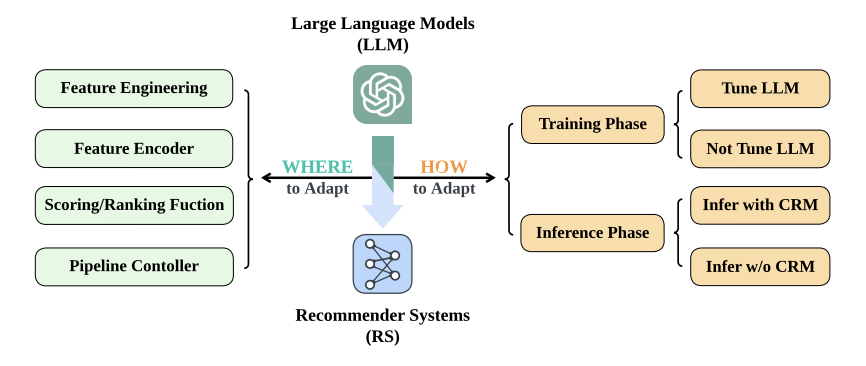 Large Language Models
(LLM)
Feature Engineering
Feature Encoder
Scoring/Ranking Fuction
Pipeline Contoller
WHERE
to Adapt
HOW
to Adapt
Training Phase
Inference Phase
Tune LLM
Not Tune LLM
Infer with CRM
Infer w/o CRM
Recommender Systems
(RS)